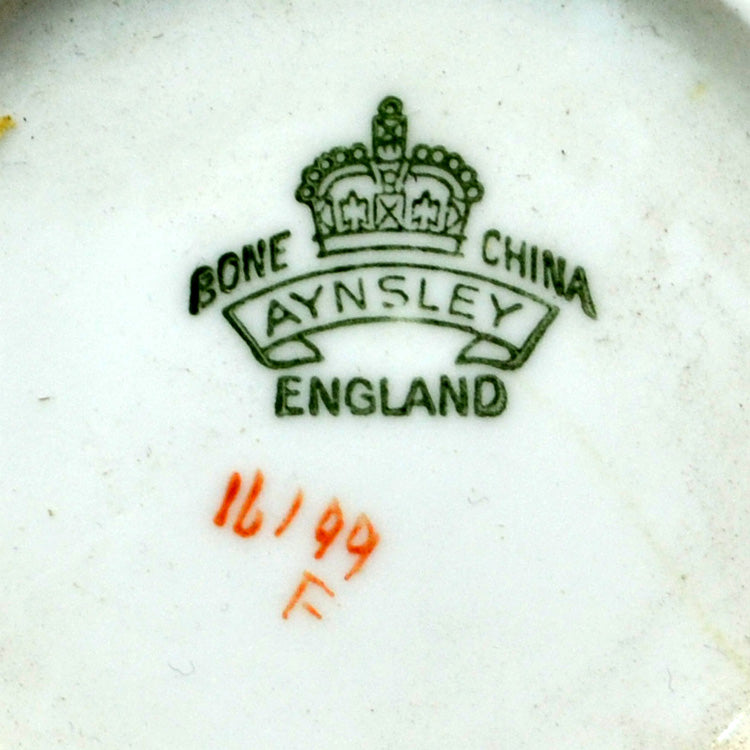 BONE CHINA
AYNSLEY
ENGLAND
16199
F